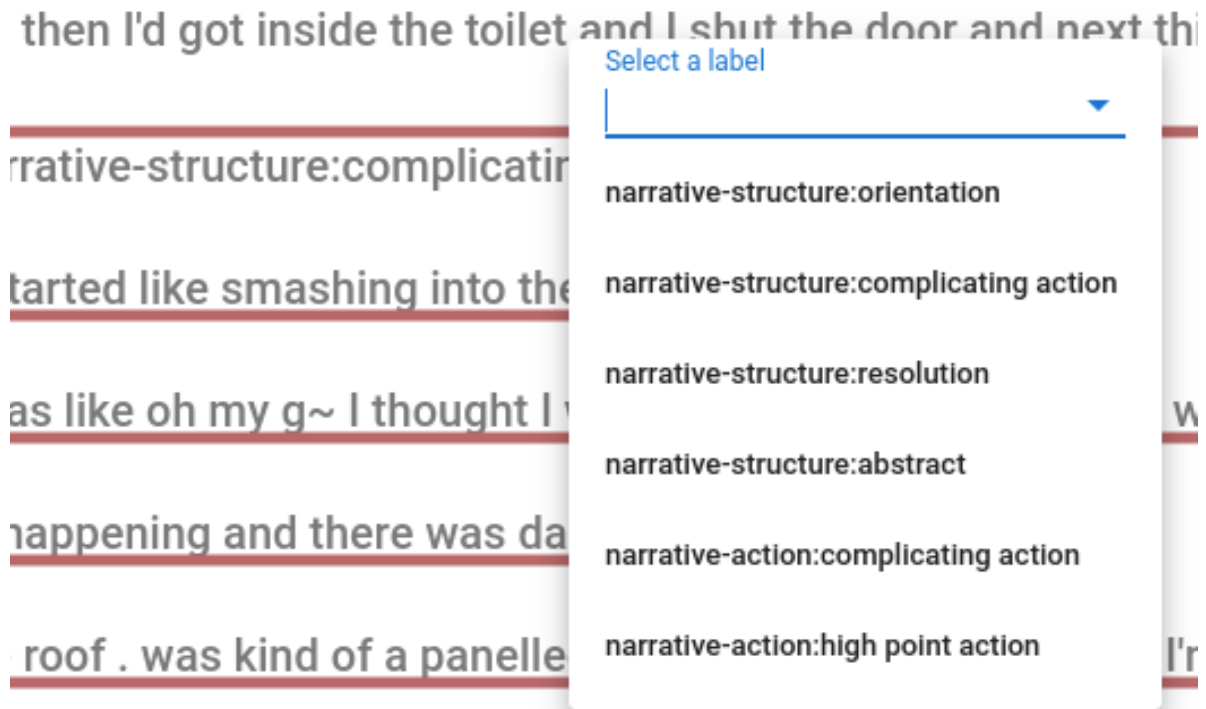 then I'd got inside the toilet and I shut the door and next thi
Select a label
rrative-structure:complicatin
narrative-structure:orientation
tarted like smashing into the
narrative-structure:complicating action
narrative-structure:resolution
as like oh my g~ I thought I
narrative-structure:abstract
happening and there was da
narrative-action:complicating action
roof . was kind of a panelle
narrative-action:high point action